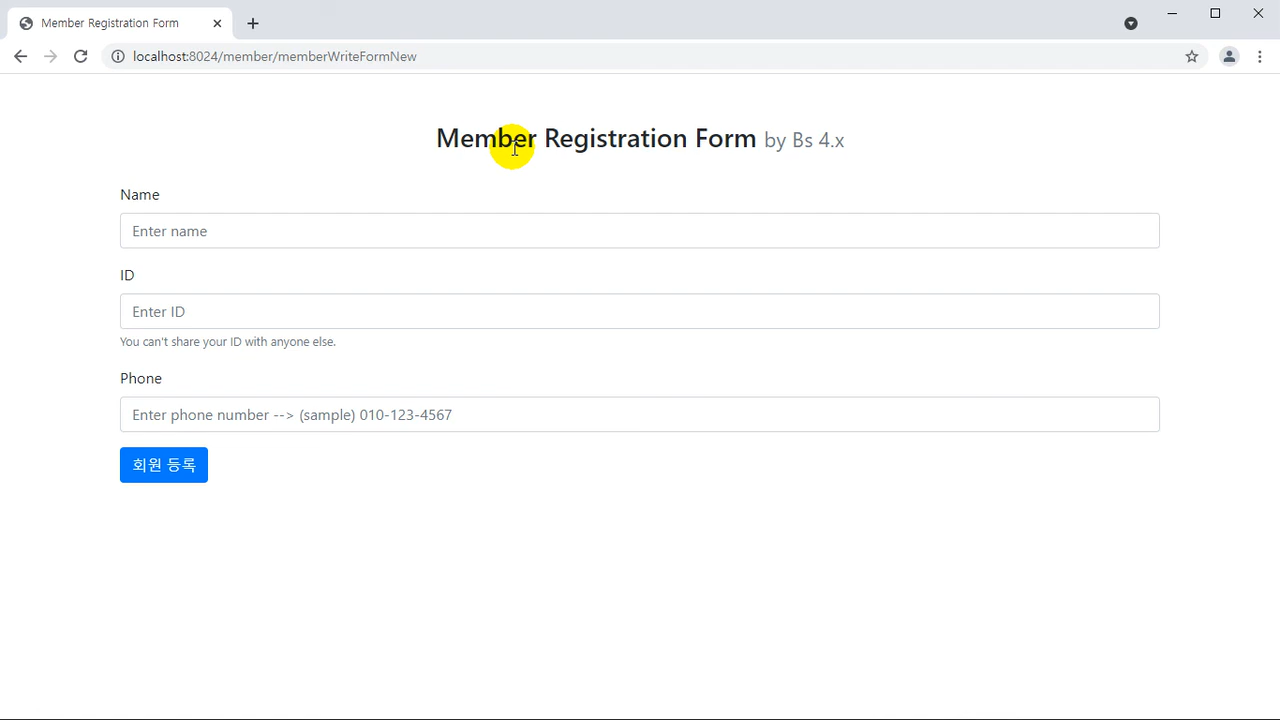 Member Registration Form
localhost:8024/member/memberWriteFormNew
Member Registration Form by Bs 4.x
Name
Enter name
ID
Enter ID
You can't share your ID with anyone else.
Phone
Enter phone number --> (sample) 010-123-4567
회원 등록